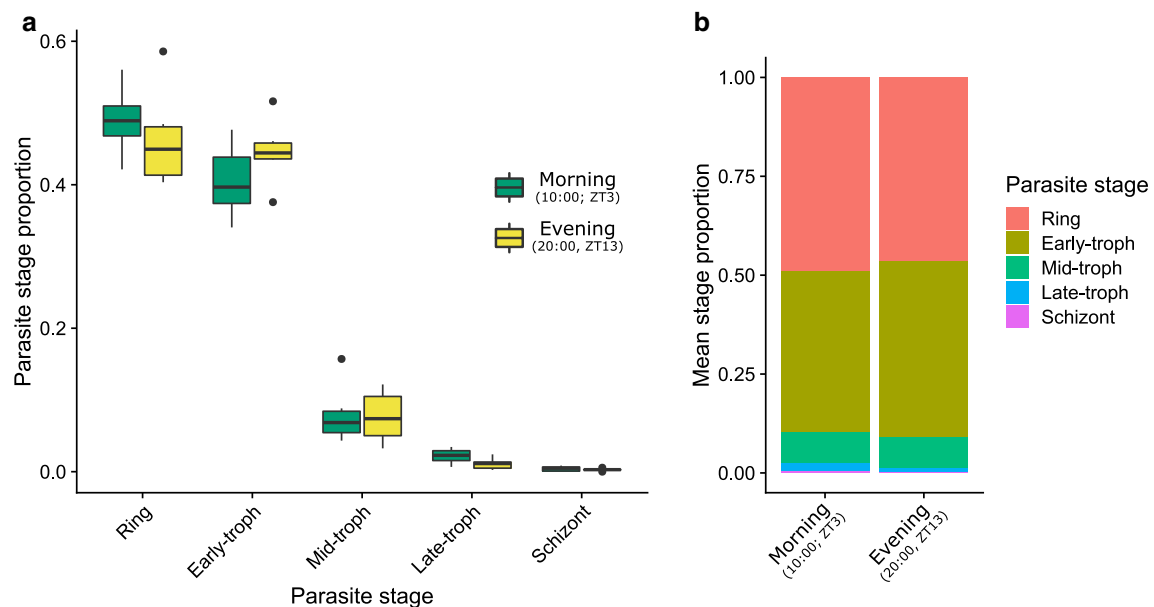 a
Parasite stage proportion
0.6
0.4
0.2
0.0
Morning
(10:00; ZT3)
Evening
(20:00, ZT13)
Ring
Early-troph
Mid-troph
Late-troph
Schizont
Parasite stage
b
Mean stage proportion
1.00
0.75
0.50
0.25
0.00
Morning
(10:00; ZT3)
Evening
(20:00, ZT13)
Parasite stage
Ring
Early-troph
Mid-troph
Late-troph
Schizont